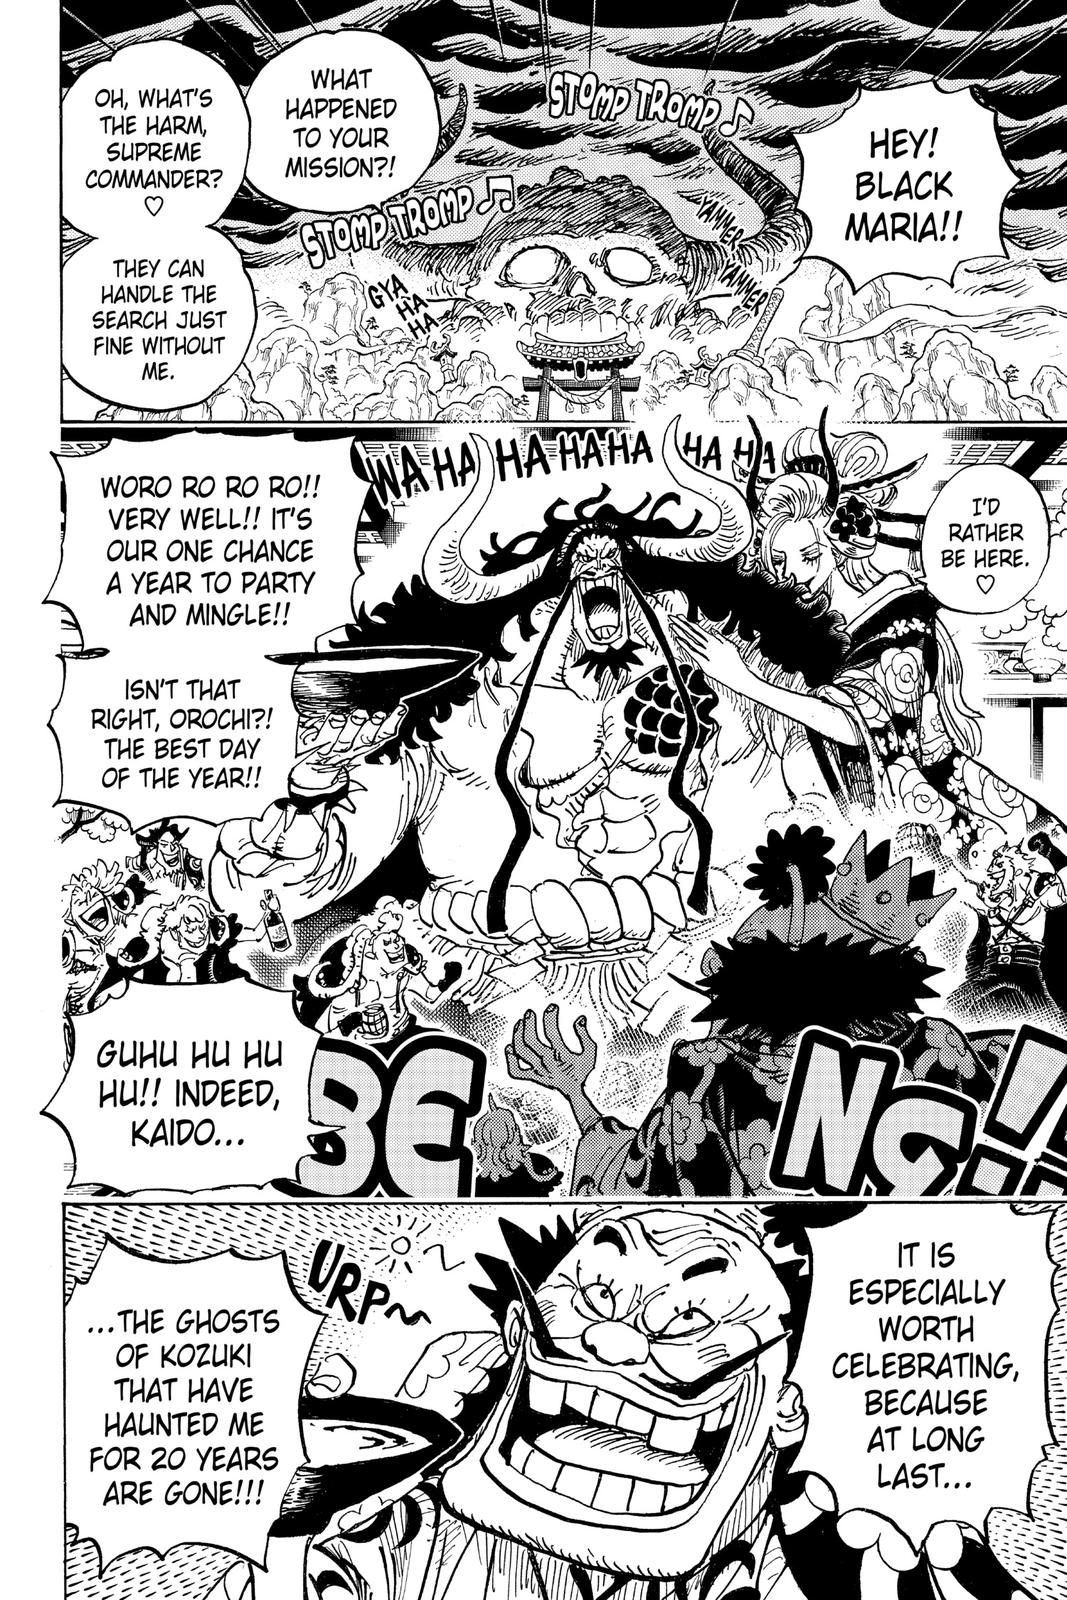 HEY!
BLACK
MARIA!!
STOMP TROMP
WHAT
HAPPENED
TO YOUR
MISSION?!
YAMMER
YAMMER
STOMP TROMP
GYA
HA
HA
OH, WHAT'S
THE HARM,
SUPREME
COMMANDER?
♡
THEY CAN
HANDLE THE
SEARCH JUST
FINE WITHOUT
ME.
I'D
RATHER
BE HERE.
♡
WA HA HA HA HA HA HA
WORO RO RO RO!!
VERY WELL!! IT'S
OUR ONE CHANCE
A YEAR TO PARTY
AND MINGLE!!
ISN'T THAT
RIGHT, OROCHI?!
THE BEST DAY
OF THE YEAR!!
GUHU HU HU
HU!! INDEED,
KAIDO...
BE NG!!
IT IS
ESPECIALLY
WORTH
CELEBRATING,
BECAUSE
AT LONG
LAST...
URP~
...THE GHOSTS
OF KOZUKI
THAT HAVE
HAUNTED ME
FOR 20 YEARS
ARE GONE!!!